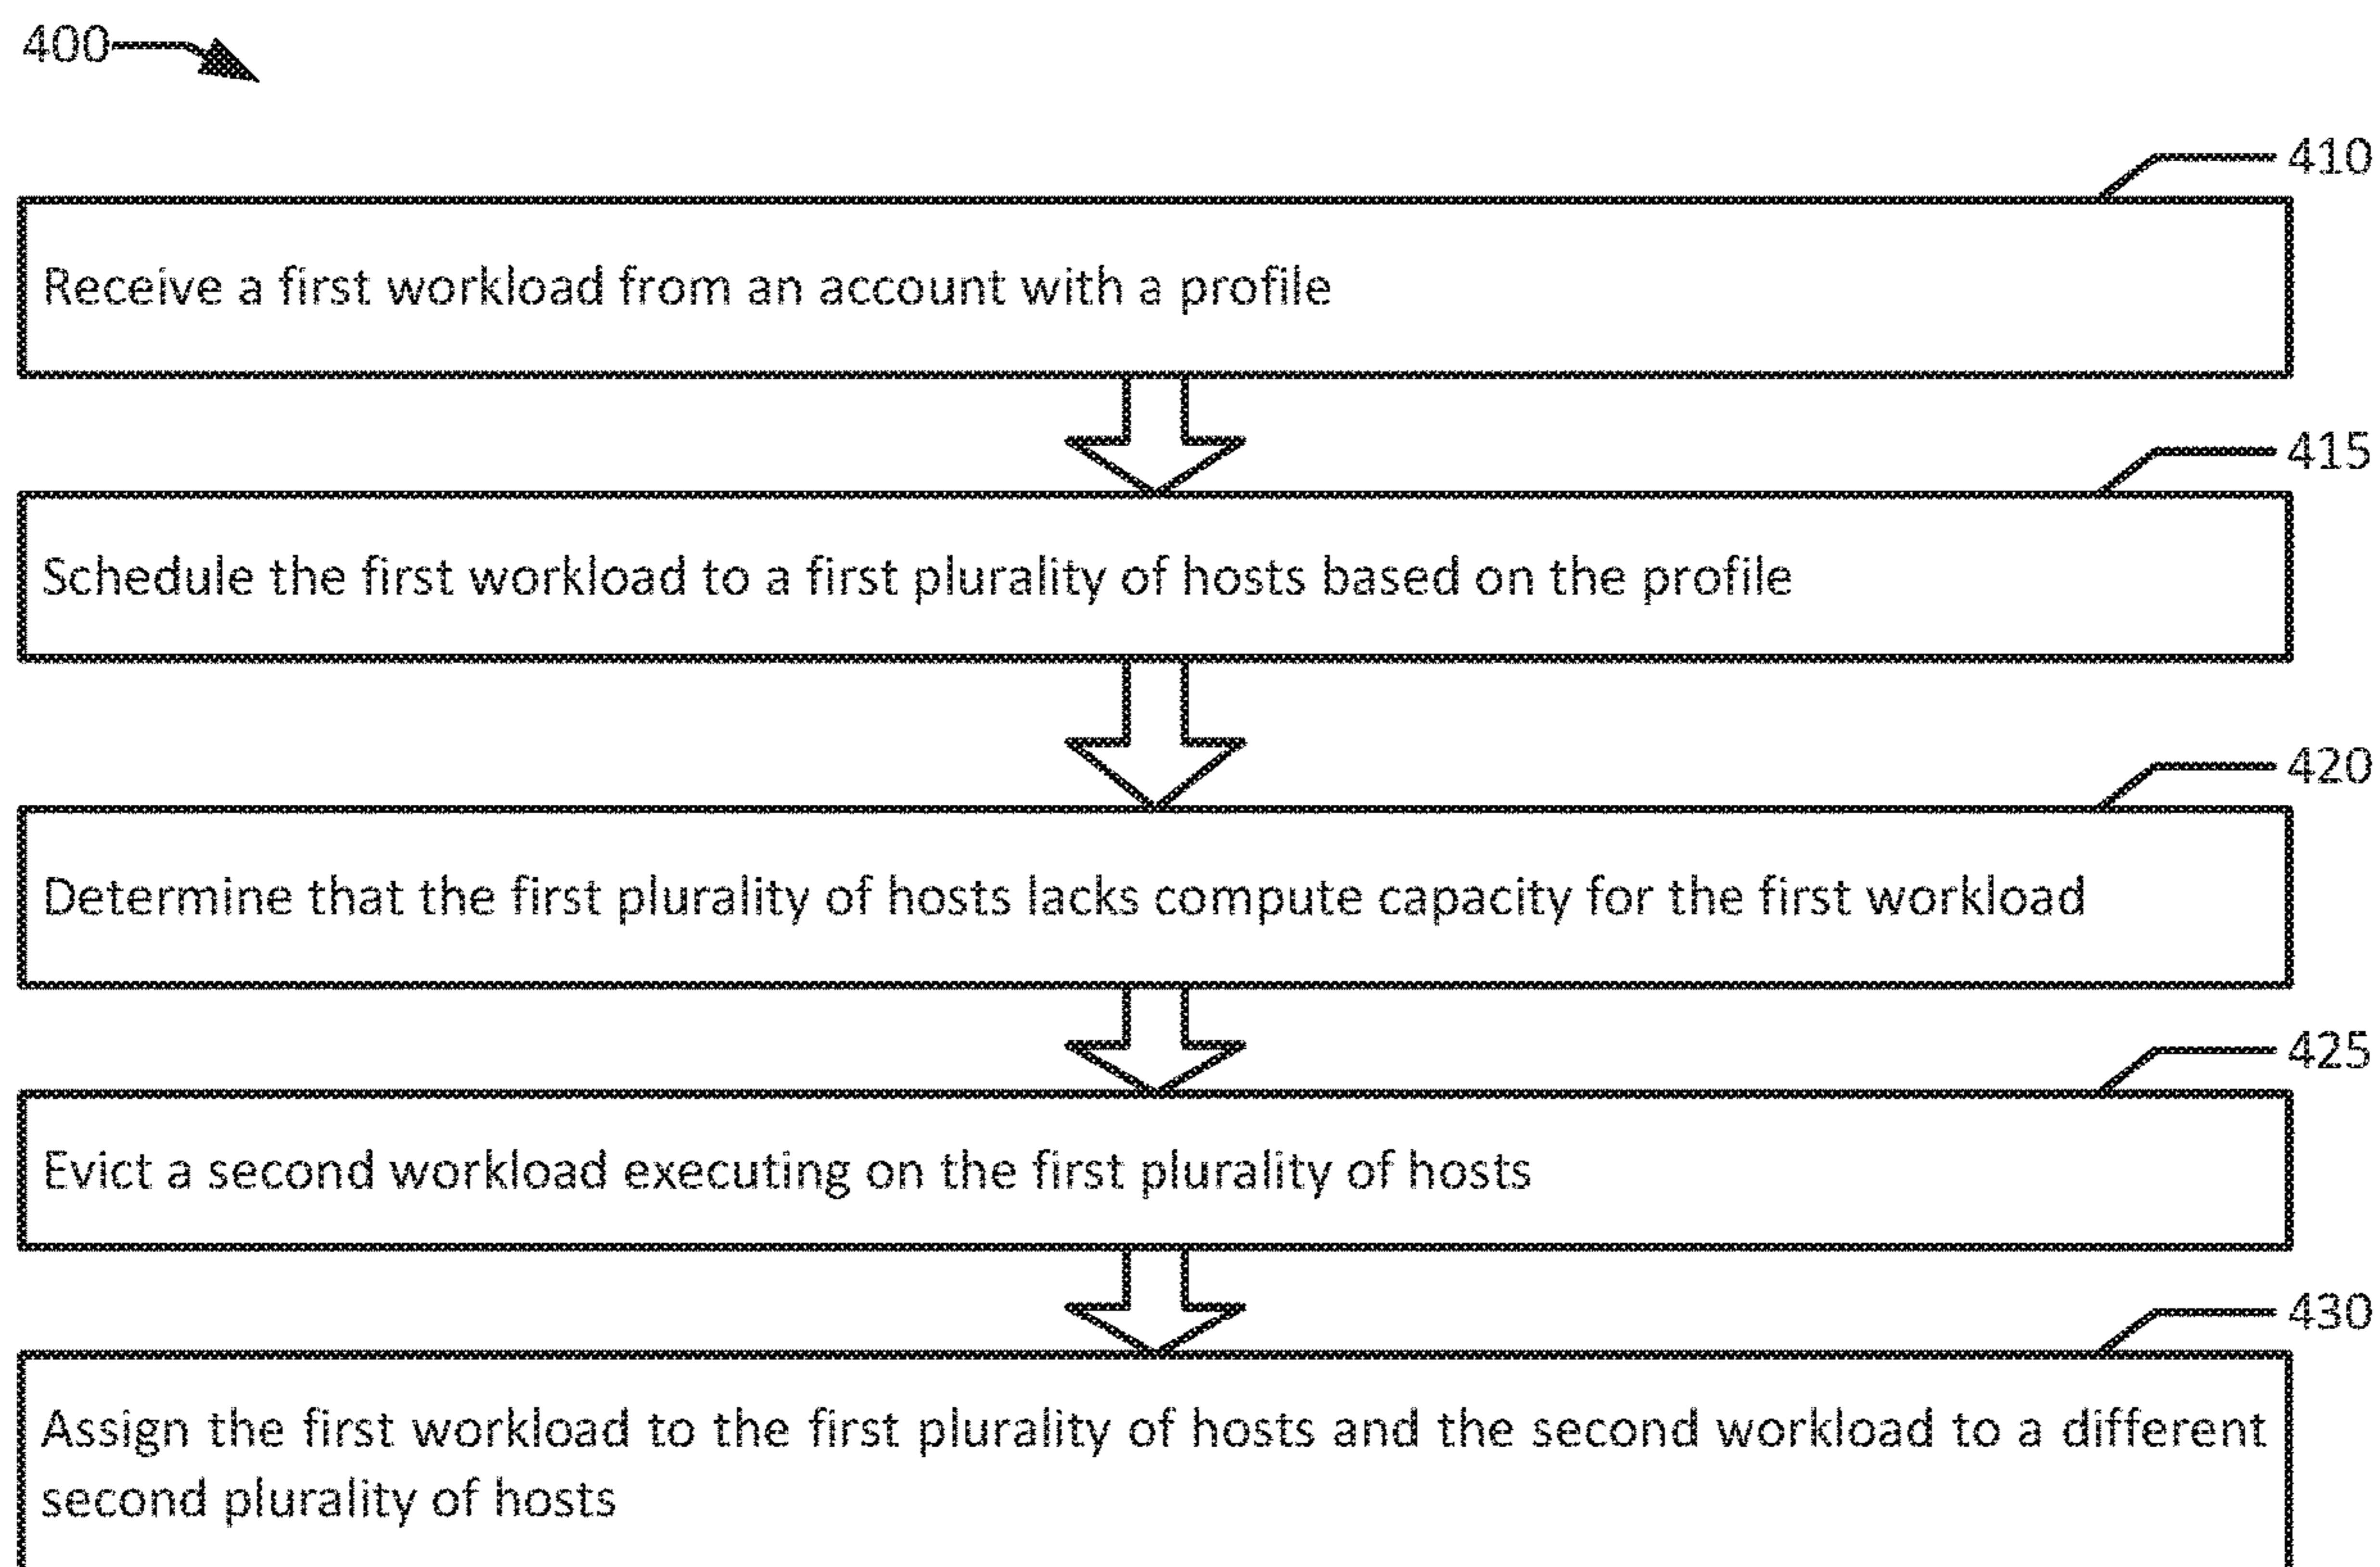 400
410
Receive a first workload from an account with a profile
415
Schedule the first workload to a first plurality of hosts based on the profile
420
Determine that the first plurality of hosts lacks compute capacity for the first workload
425
Evict a second workload executing on the first plurality of hosts
430
Assign the first workload to the first plurality of hosts and the second workload to a different
second plurality of hosts